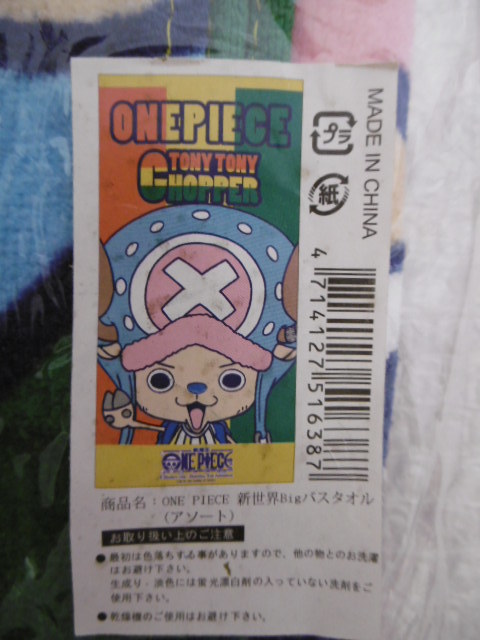 ONE PIECE
TONY TONY
CHOPPER
ONE PIECE
プラ
紙
MADE IN CHINA
4 714127 516387
商品名：ONE PIECE 新世界Bigバスタオル
(アソート)
お取り扱い上のご注意
● 最初は色落ちする事がありますので、他の物とのお洗濯
はお避け下さい。
生成り・淡色には蛍光漂白剤の入っていない洗剤をご
使用下さい。
● 乾燥機のご使用はお避け下さい。